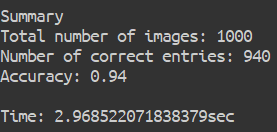 Summary
Total number of images: 1000
Number of correct entries: 940
Accuracy: 0.94
Time: 2.968522071838379sec